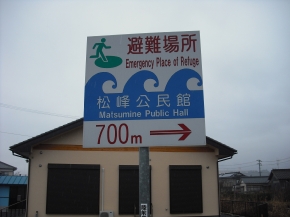 避難場所
Emergency Place of Refuge
松峰公民館
Matsumine Public Hall
700m